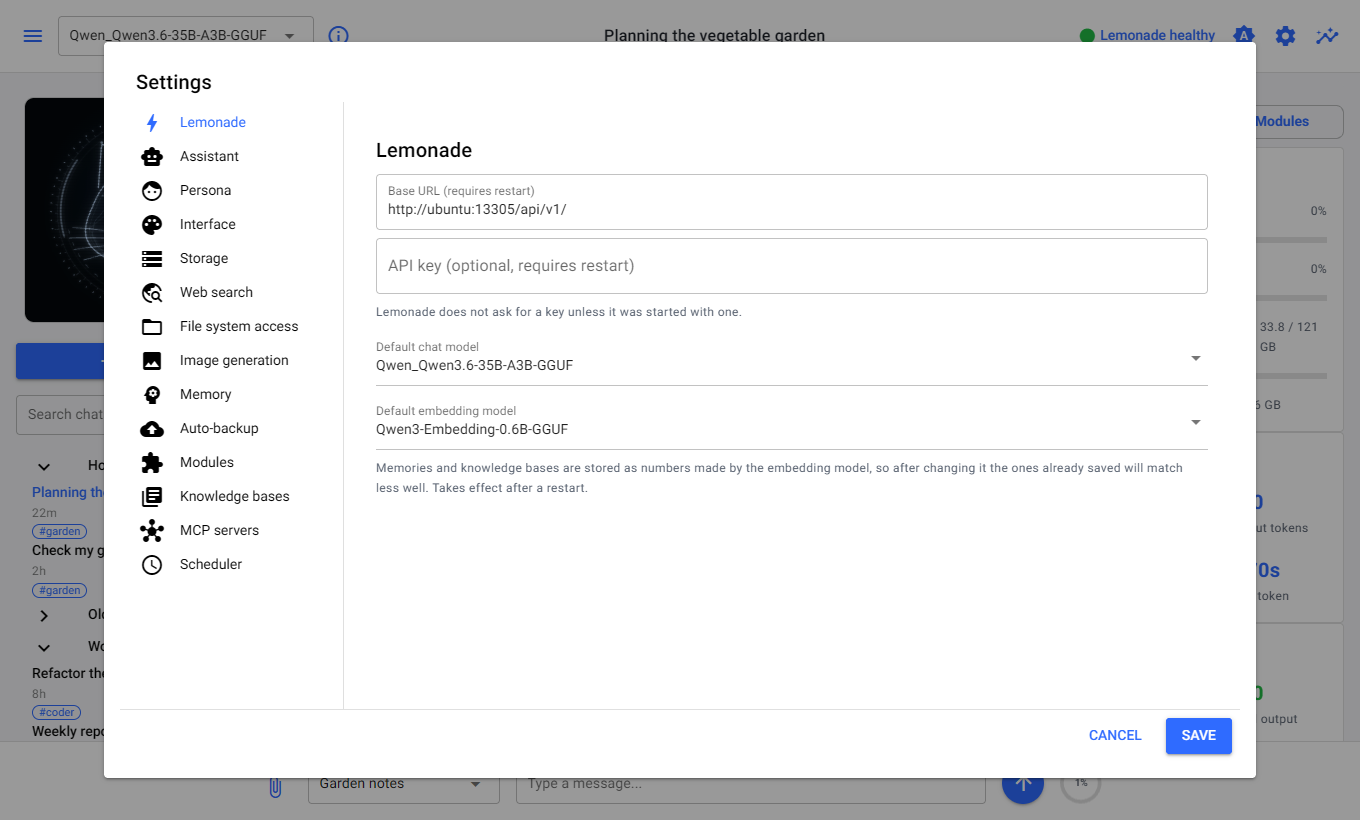 Qwen_Qwen3.6-35B-A3B-GGUF
Planning the vegetable garden
Lemonade healthy
Settings
Lemonade
Assistant
Persona
Interface
Storage
Web search
File system access
Image generation
Memory
Auto-backup
Modules
Knowledge bases
MCP servers
Scheduler
Lemonade
Base URL (requires restart)
http://ubuntu:13305/api/v1/
API key (optional, requires restart)
Lemonade does not ask for a key unless it was started with one.
Default chat model
Qwen_Qwen3.6-35B-A3B-GGUF
Default embedding model
Qwen3-Embedding-0.6B-GGUF
Memories and knowledge bases are stored as numbers made by the embedding model, so after changing it the ones already saved will match
less well. Takes effect after a restart.
CANCEL
SAVE
Search chat
Planning the
22m
#garden
Check my g
2h
#garden
Refactor the
8h
#coder
Weekly repo
Modules
0%
0%
33.8 / 121
GB
GB
tokens
token
output
Garden notes
Type a message...
1%